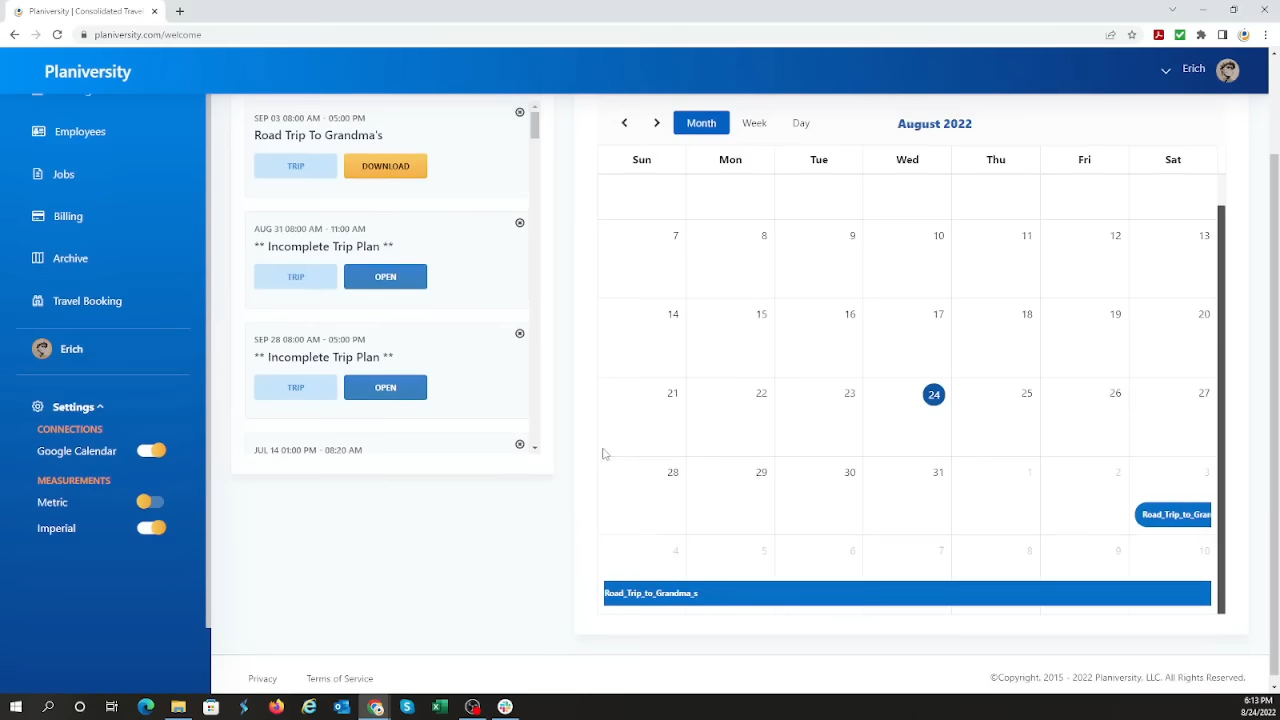 Planiversity | Consolidated Travel
planiversity.com/welcome
Planiversity
Erich
Employees
Jobs
Billing
Archive
Travel Booking
Erich
Settings
CONNECTIONS
Google Calendar
MEASUREMENTS
Metric
Imperial
SEP 03 08:00 AM - 05:00 PM
Road Trip To Grandma's
TRIP DOWNLOAD
AUG 31 08:00 AM - 11:00 AM
** Incomplete Trip Plan **
TRIP OPEN
SEP 28 08:00 AM - 05:00 PM
** Incomplete Trip Plan **
TRIP OPEN
JUL 14 01:00 PM - 08:20 AM
Month Week Day August 2022
Sun Mon Tue Wed Thu Fri Sat
7 8 9 10 11 12 13
14 15 16 17 18 19 20
21 22 23 24 25 26 27
28 29 30 31 1 2 3
Road_Trip_to_Gran
4 5 6 7 8 9 10
Road_Trip_to_Grandma_s
Privacy Terms of Service ©Copyright. 2015 - 2022 Planiversity, LLC. All Rights Reserved.
6:13 PM
8/24/2022